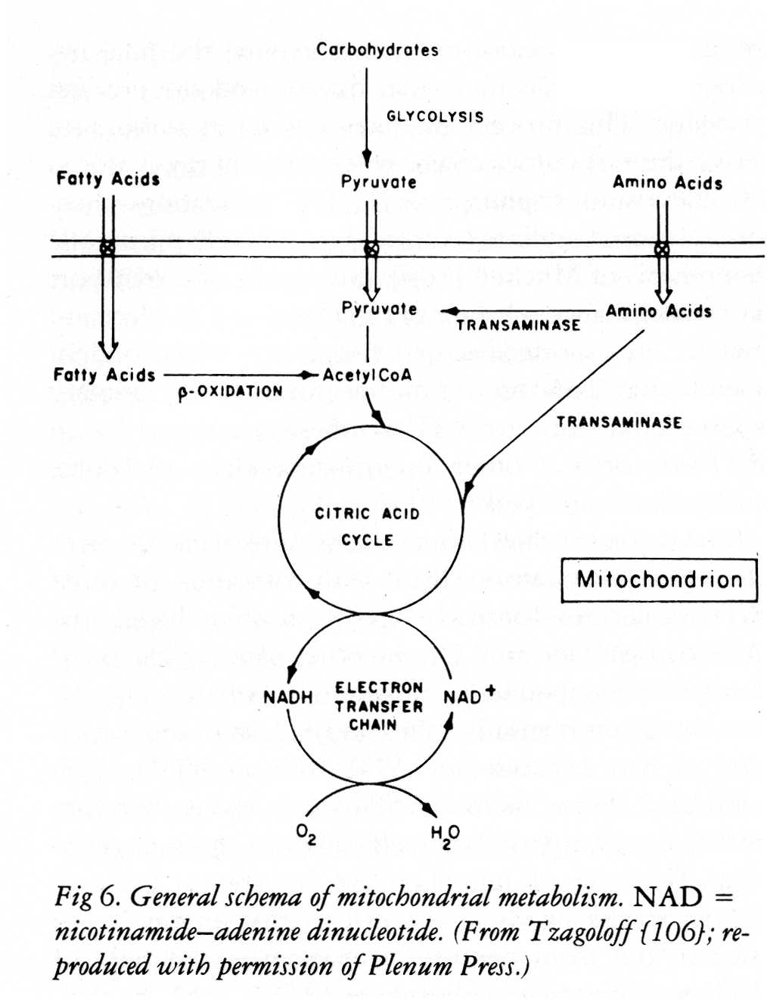 Carbohydrates
GLYCOLYSIS
Fatty Acids
Pyruvate
Amino Acids
Pyruvate
Amino Acids
TRANSAMINASE
Fatty Acids
AcetylCoA
β-OXIDATION
TRANSAMINASE
CITRIC ACID
CYCLE
Mitochondrion
NADH
ELECTRON
TRANSFER
CHAIN
NAD+
O2
H2O
Fig 6. General schema of mitochondrial metabolism. NAD =
nicotinamide–adenine dinucleotide. (From Tzagoloff {106}; re-
produced with permission of Plenum Press.)